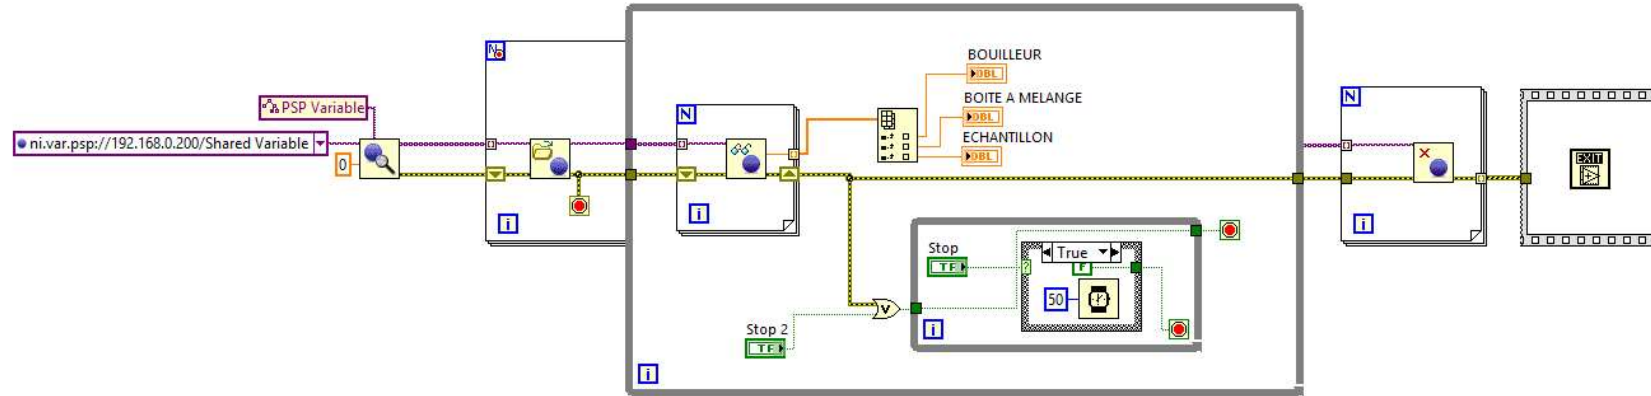 PSP Variable
ni.var.psp://192.168.0.200/Shared Variable
0
N
i
N
i
BOUILLEUR
DBL
BOITE A MELANGE
DBL
ECHANTILLON
DBL
Stop
TF
True
F
50
?
i
Stop 2
TF
V
i
N
i
EXIT